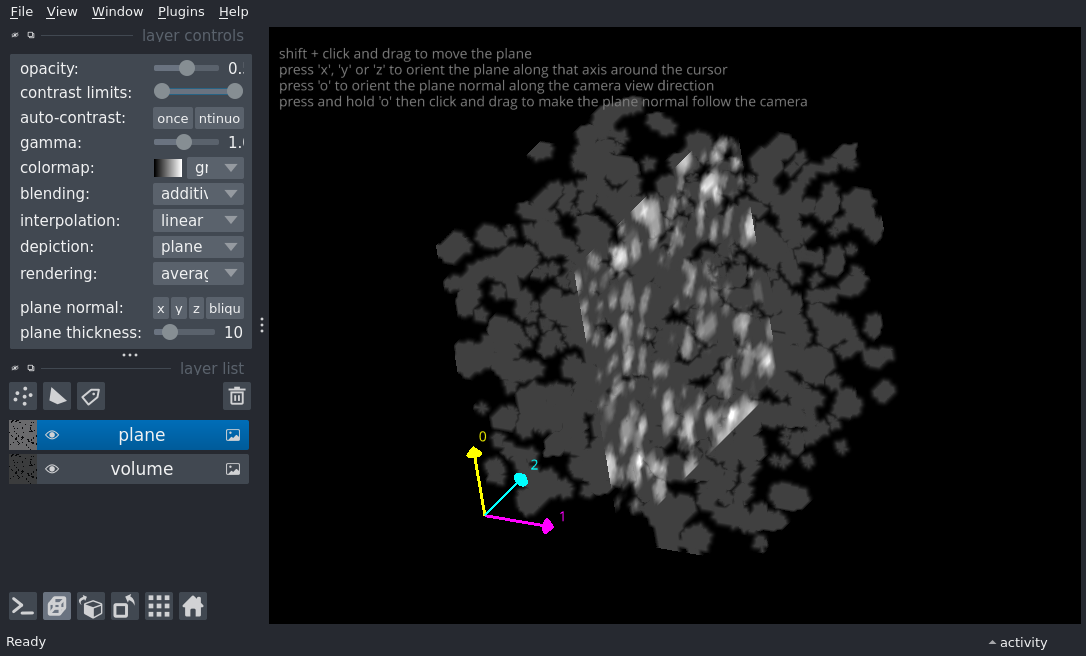 File View Window Plugins Help
layer controls
opacity: 0.
contrast limits:
auto-contrast: once ntinuo
gamma: 1.0
colormap: gr
blending: additiv
interpolation: linear
depiction: plane
rendering: averag
plane normal: x y z bliqu
plane thickness: 10
layer list
plane
volume
shift + click and drag to move the plane
press 'x', 'y' or 'z' to orient the plane along that axis around the cursor
press 'o' to orient the plane normal along the camera view direction
press and hold 'o' then click and drag to make the plane normal follow the camera
0
2
1
Ready
activity